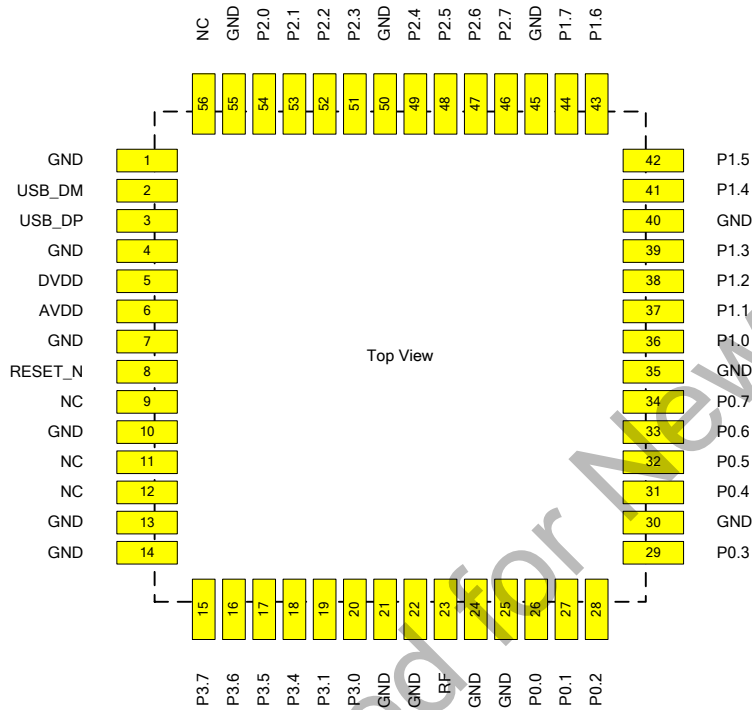 NC GND P2.0 P2.1 P2.2 P2.3 GND P2.4 P2.5 P2.6 P2.7 GND P1.7 P1.6
56 55 54 53 52 51 50 49 48 47 46 45 44 43
GND 1
USB_DM 2
USB_DP 3
GND 4
DVDD 5
AVDD 6
GND 7
RESET_N 8
NC 9
GND 10
NC 11
NC 12
GND 13
GND 14
Top View
42 P1.5
41 P1.4
40 GND
39 P1.3
38 P1.2
37 P1.1
36 P1.0
35 GND
34 P0.7
33 P0.6
32 P0.5
31 P0.4
30 GND
29 P0.3
15 16 17 18 19 20 21 22 23 24 25 26 27 28
P3.7 P3.6 P3.5 P3.4 P3.1 P3.0 GND GND RF GND GND P0.0 P0.1 P0.2
for New